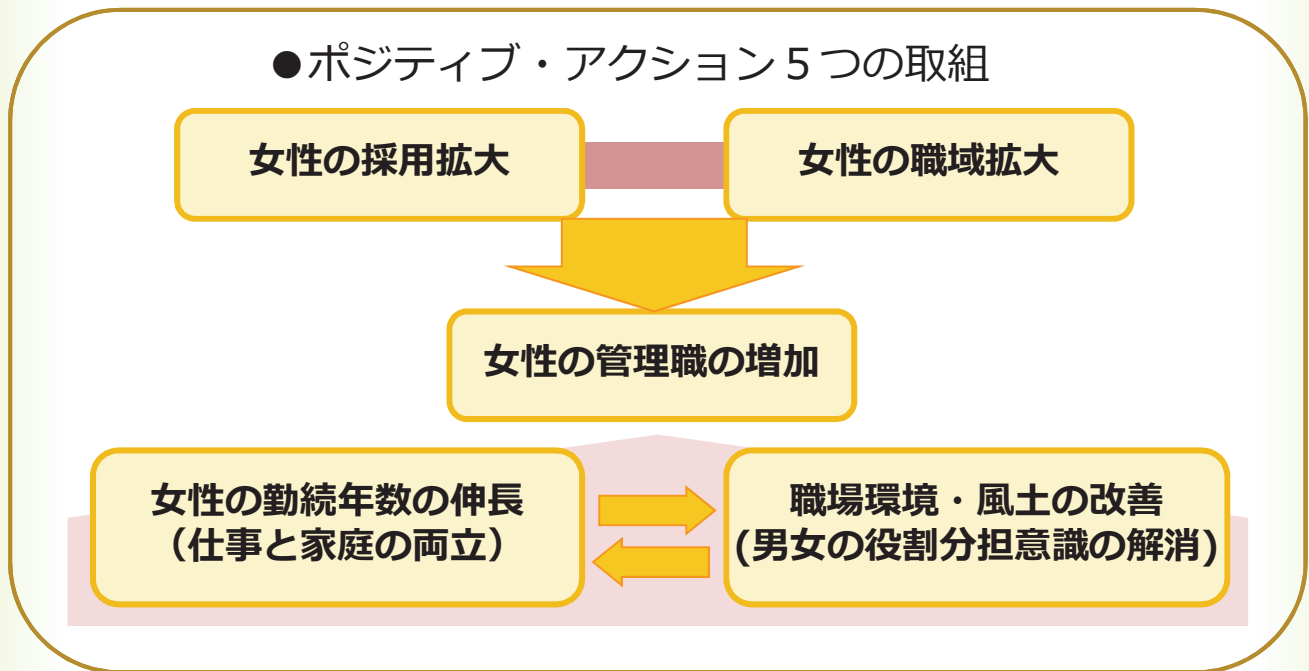 ●ポジティブ・アクション５つの取組
女性の採用拡大
女性の職域拡大
女性の管理職の増加
女性の勤続年数の伸長
（仕事と家庭の両立）
職場環境・風土の改善
(男女の役割分担意識の解消)